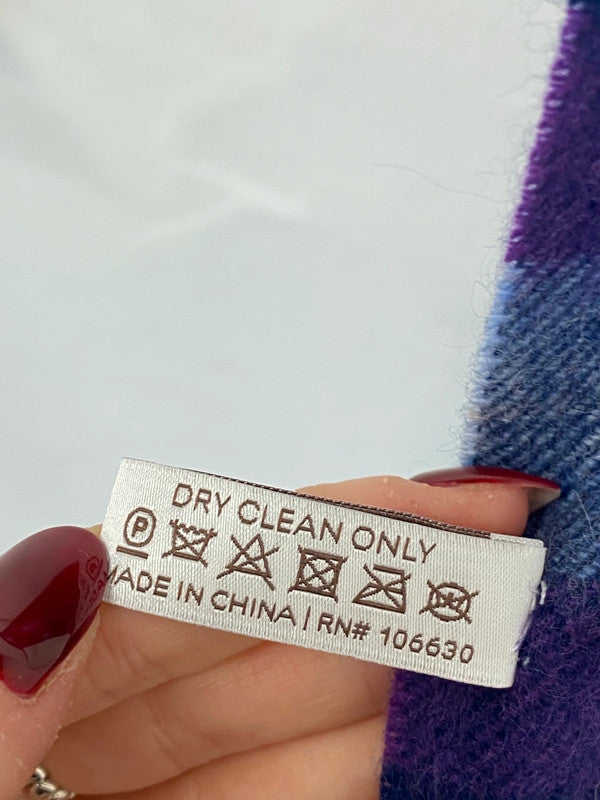 DRY CLEAN ONLY
P
MADE IN CHINA | RN# 106630